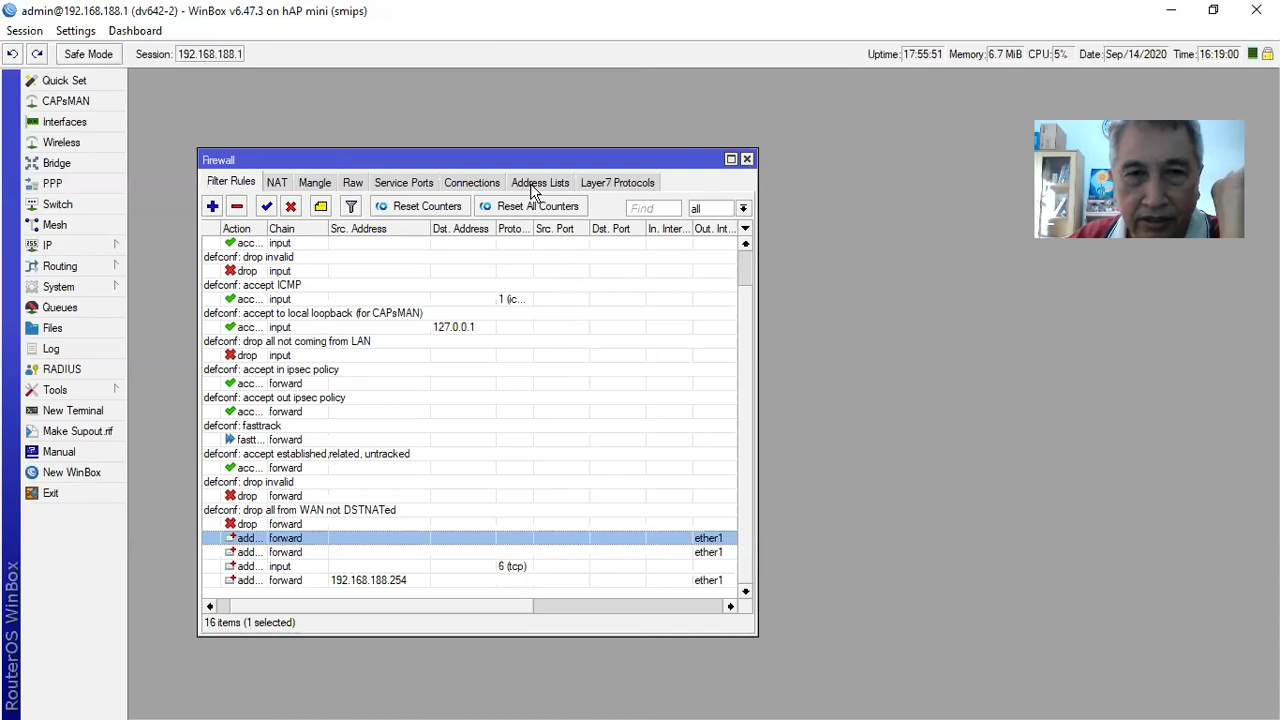 admin@192.168.188.1 (dv642-2) - WinBox v6.47.3 on hAP mini (smips)
Session Settings Dashboard
Safe Mode Session: 192.168.188.1 Uptime: 17:55:51 Memory: 6.7 MiB CPU: 5% Date: Sep/14/2020 Time: 16:19:00
Quick Set
CAPsMAN
Interfaces
Wireless
Bridge
PPP
Switch
Mesh
IP
Routing
System
Queues
Files
Log
RADIUS
Tools
New Terminal
Make Supout.rif
Manual
New WinBox
Exit
RouterOS WinBox
Firewall
Filter Rules NAT Mangle Raw Service Ports Connections Address Lists Layer7 Protocols
Reset Counters Reset All Counters Find all
Action Chain Src. Address Dst. Address Proto... Src. Port Dst. Port In. Inter... Out. Int...
acc... input
defconf: drop invalid
drop input
defconf: accept ICMP
acc... input 1 (ic...
defconf: accept to local loopback (for CAPsMAN)
acc... input 127.0.0.1
defconf: drop all not coming from LAN
drop input
defconf: accept in ipsec policy
acc... forward
defconf: accept out ipsec policy
acc... forward
defconf: fasttrack
fastt... forward
defconf: accept established,related, untracked
acc... forward
defconf: drop invalid
drop forward
defconf: drop all from WAN not DSTNATed
drop forward
add... forward ether1
add... forward ether1
add... input 6 (tcp)
add... forward 192.168.188.254 ether1
16 items (1 selected)